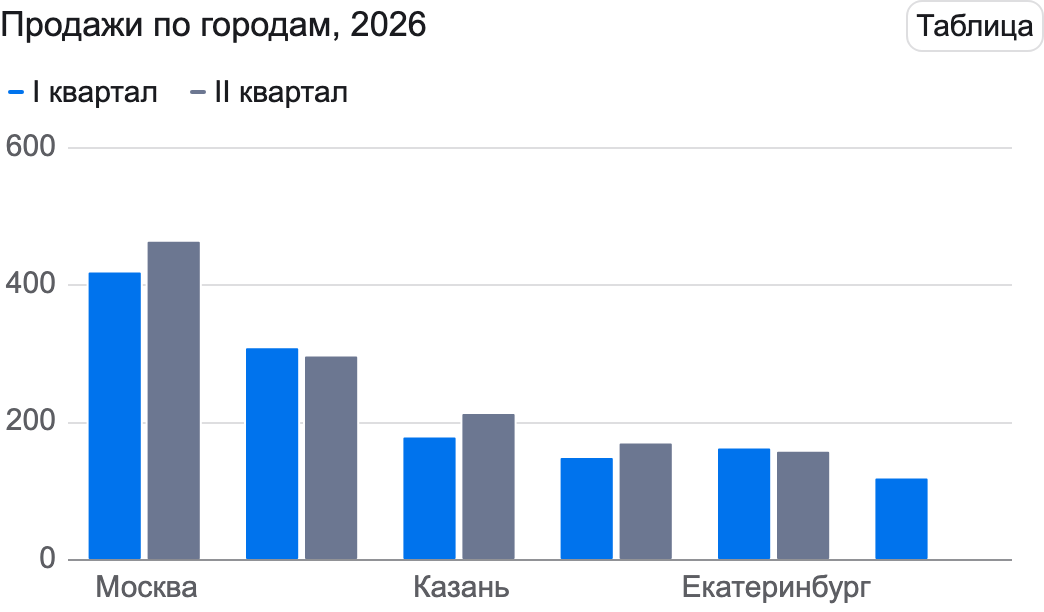 Продажи по городам, 2026
Таблица
I квартал
II квартал
600
400
200
0
Москва
Казань
Екатеринбург